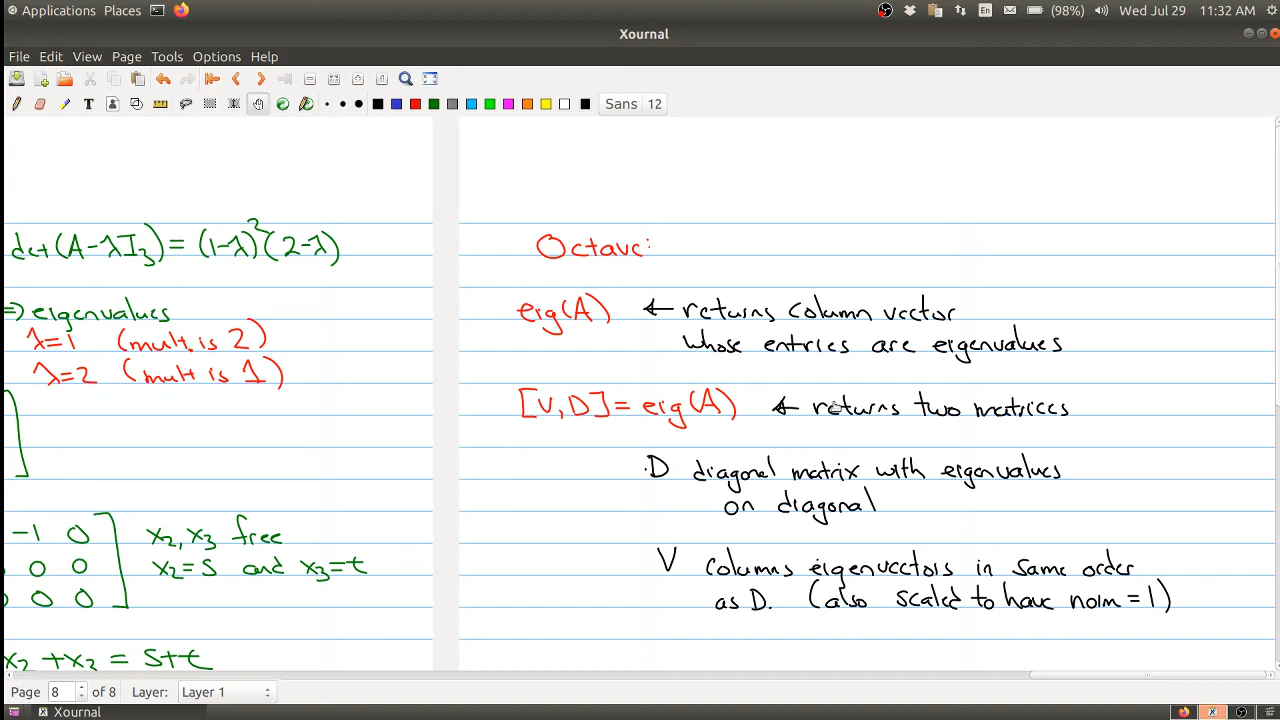 Applications Places En (98%) Wed Jul 29 11:32 AM
Xournal
File Edit View Page Tools Options Help
Sans 12
det(A-λI₃) = (1-λ)²(2-λ)
⇒ eigenvalues
λ=1 (mult. is 2)
λ=2 (mult is 1)
-1 0
0 0
0 0
x₂, x₃ free
x₂=s and x₃=t
x₂ + x₃ = s+t
Octave:
eig(A) ← returns column vector
whose entries are eigenvalues
[V,D] = eig(A) ← returns two matrices
D diagonal matrix with eigenvalues
on diagonal
V columns eigenvectors in same order
as D. (also scaled to have norm = 1)
Page 8 of 8 Layer: Layer 1
Xournal